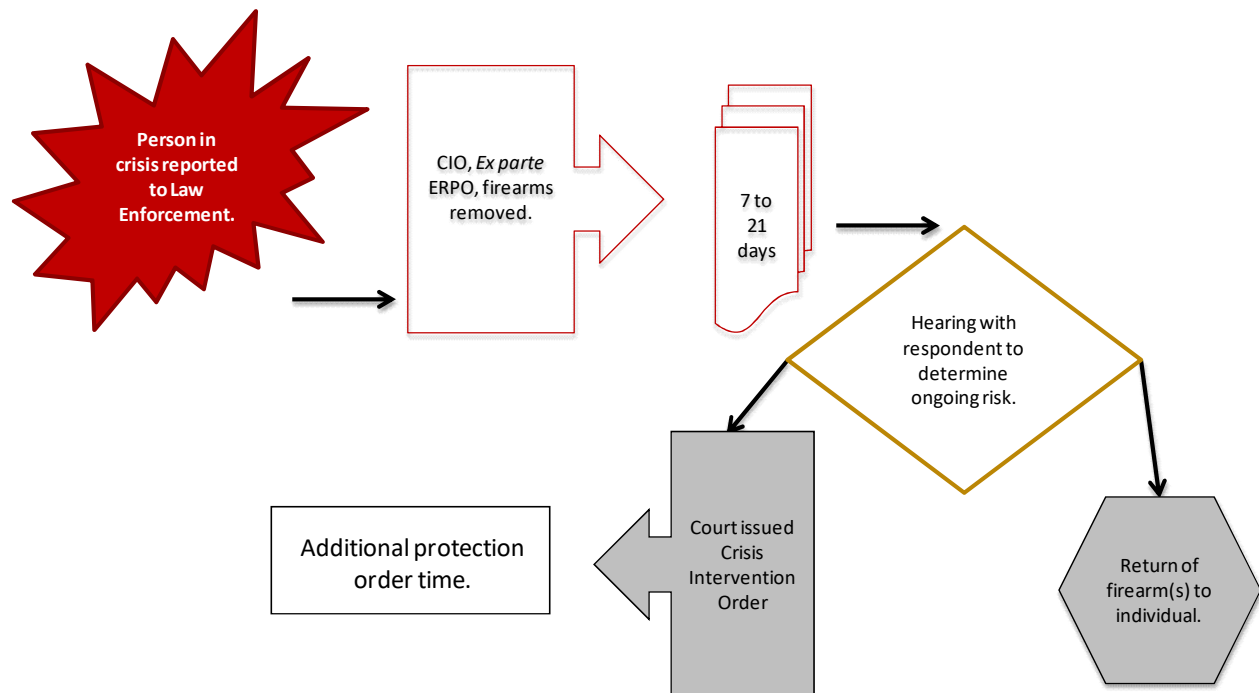 Person in
crisis reported
to Law
Enforcement.
CIO, Ex parte
ERPO, firearms
removed.
7 to
21
days
Hearing with
respondent to
determine
ongoing risk.
Court issued
Crisis
Intervention
Order
Additional protection
order time.
Return of
firearm(s) to
individual.